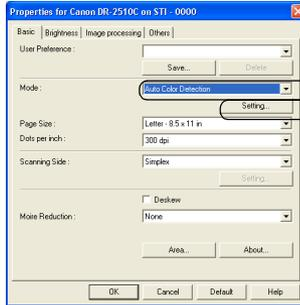 Properties for Canon DR-2510C on STI - 0000
Basic Brightness Image processing Others
User Preference :
Save... Delete
Mode : Auto Color Detection
Setting...
Page Size : Letter - 8.5 x 11 in
Dots per inch : 300 dpi
Scanning Side : Simplex
Setting...
Deskew
Moire Reduction : None
Area... About...
OK Cancel Default Help